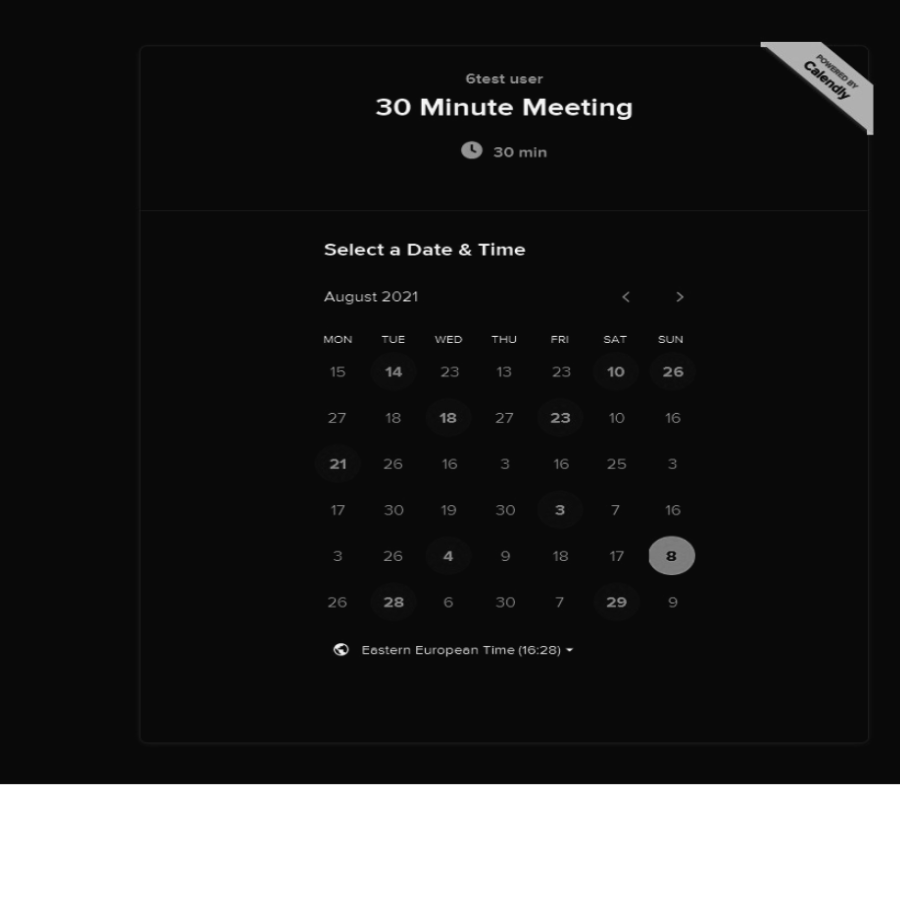 POWERED BY
Calendly
6test user
30 Minute Meeting
30 min
Select a Date & Time
August 2021
MON TUE WED THU FRI SAT SUN
15 14 23 13 23 10 26
27 18 18 27 23 10 16
21 26 16 3 16 25 3
17 30 19 30 3 7 16
3 26 4 9 18 17 8
26 28 6 30 7 29 9
Eastern European Time (16:28)